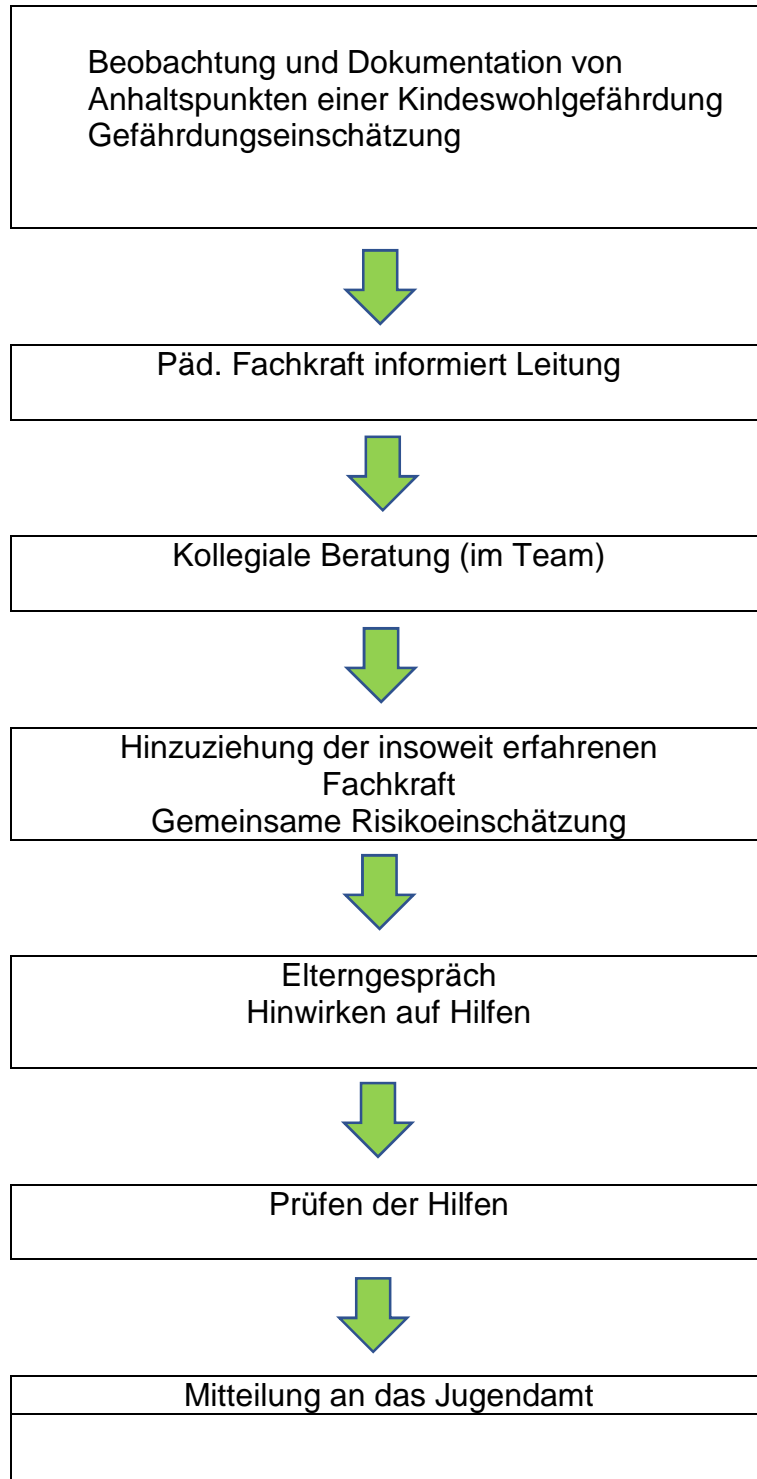 Beobachtung und Dokumentation von
Anhaltspunkten einer Kindeswohlgefährdung
Gefährdungseinschätzung
Päd. Fachkraft informiert Leitung
Kollegiale Beratung (im Team)
Hinzuziehung der insoweit erfahrenen
Fachkraft
Gemeinsame Risikoeinschätzung
Elterngespräch
Hinwirken auf Hilfen
Prüfen der Hilfen
Mitteilung an das Jugendamt